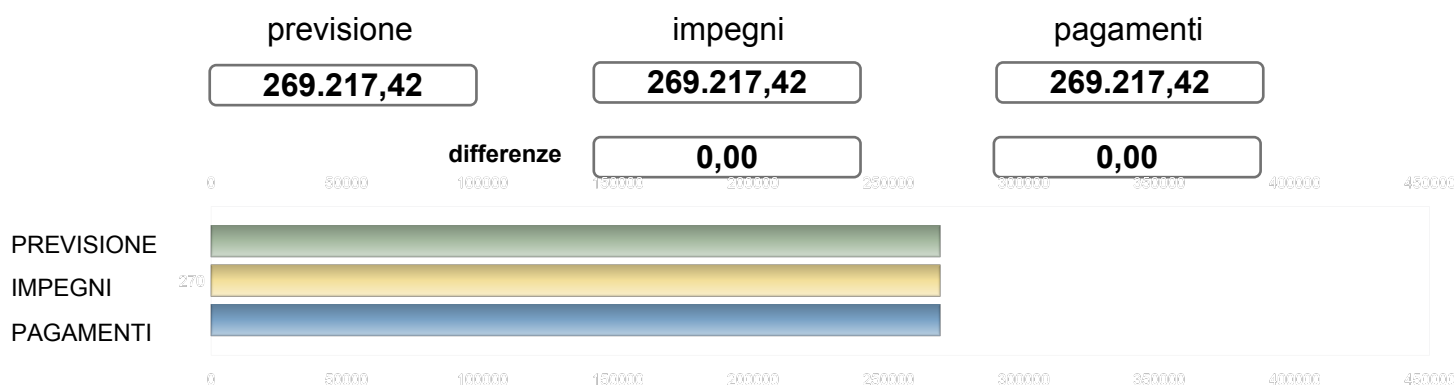 previsione impegni pagamenti
269.217,42 269.217,42 269.217,42
differenze 0,00 0,00
0 50000 100000 150000 200000 250000 300000 350000 400000 450000
PREVISIONE
270
IMPEGNI
PAGAMENTI
0 50000 100000 150000 200000 250000 300000 350000 400000 450000